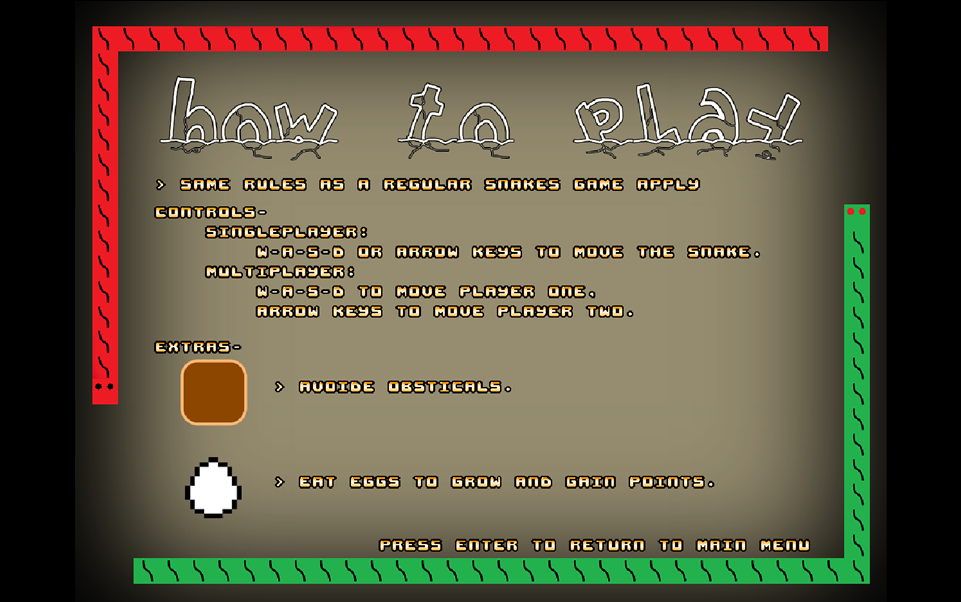 how to play
> SAME RULES AS A REGULAR SNAKES GAME APPLY
CONTROLS-
SINGLEPLAYER:
W-A-S-D OR ARROW KEYS TO MOVE THE SNAKE.
MULTIPLAYER:
W-A-S-D TO MOVE PLAYER ONE.
ARROW KEYS TO MOVE PLAYER TWO.
EXTRAS-
> AVOIDE OBSTICALS.
> EAT EGGS TO GROW AND GAIN POINTS.
PRESS ENTER TO RETURN TO MAIN MENU